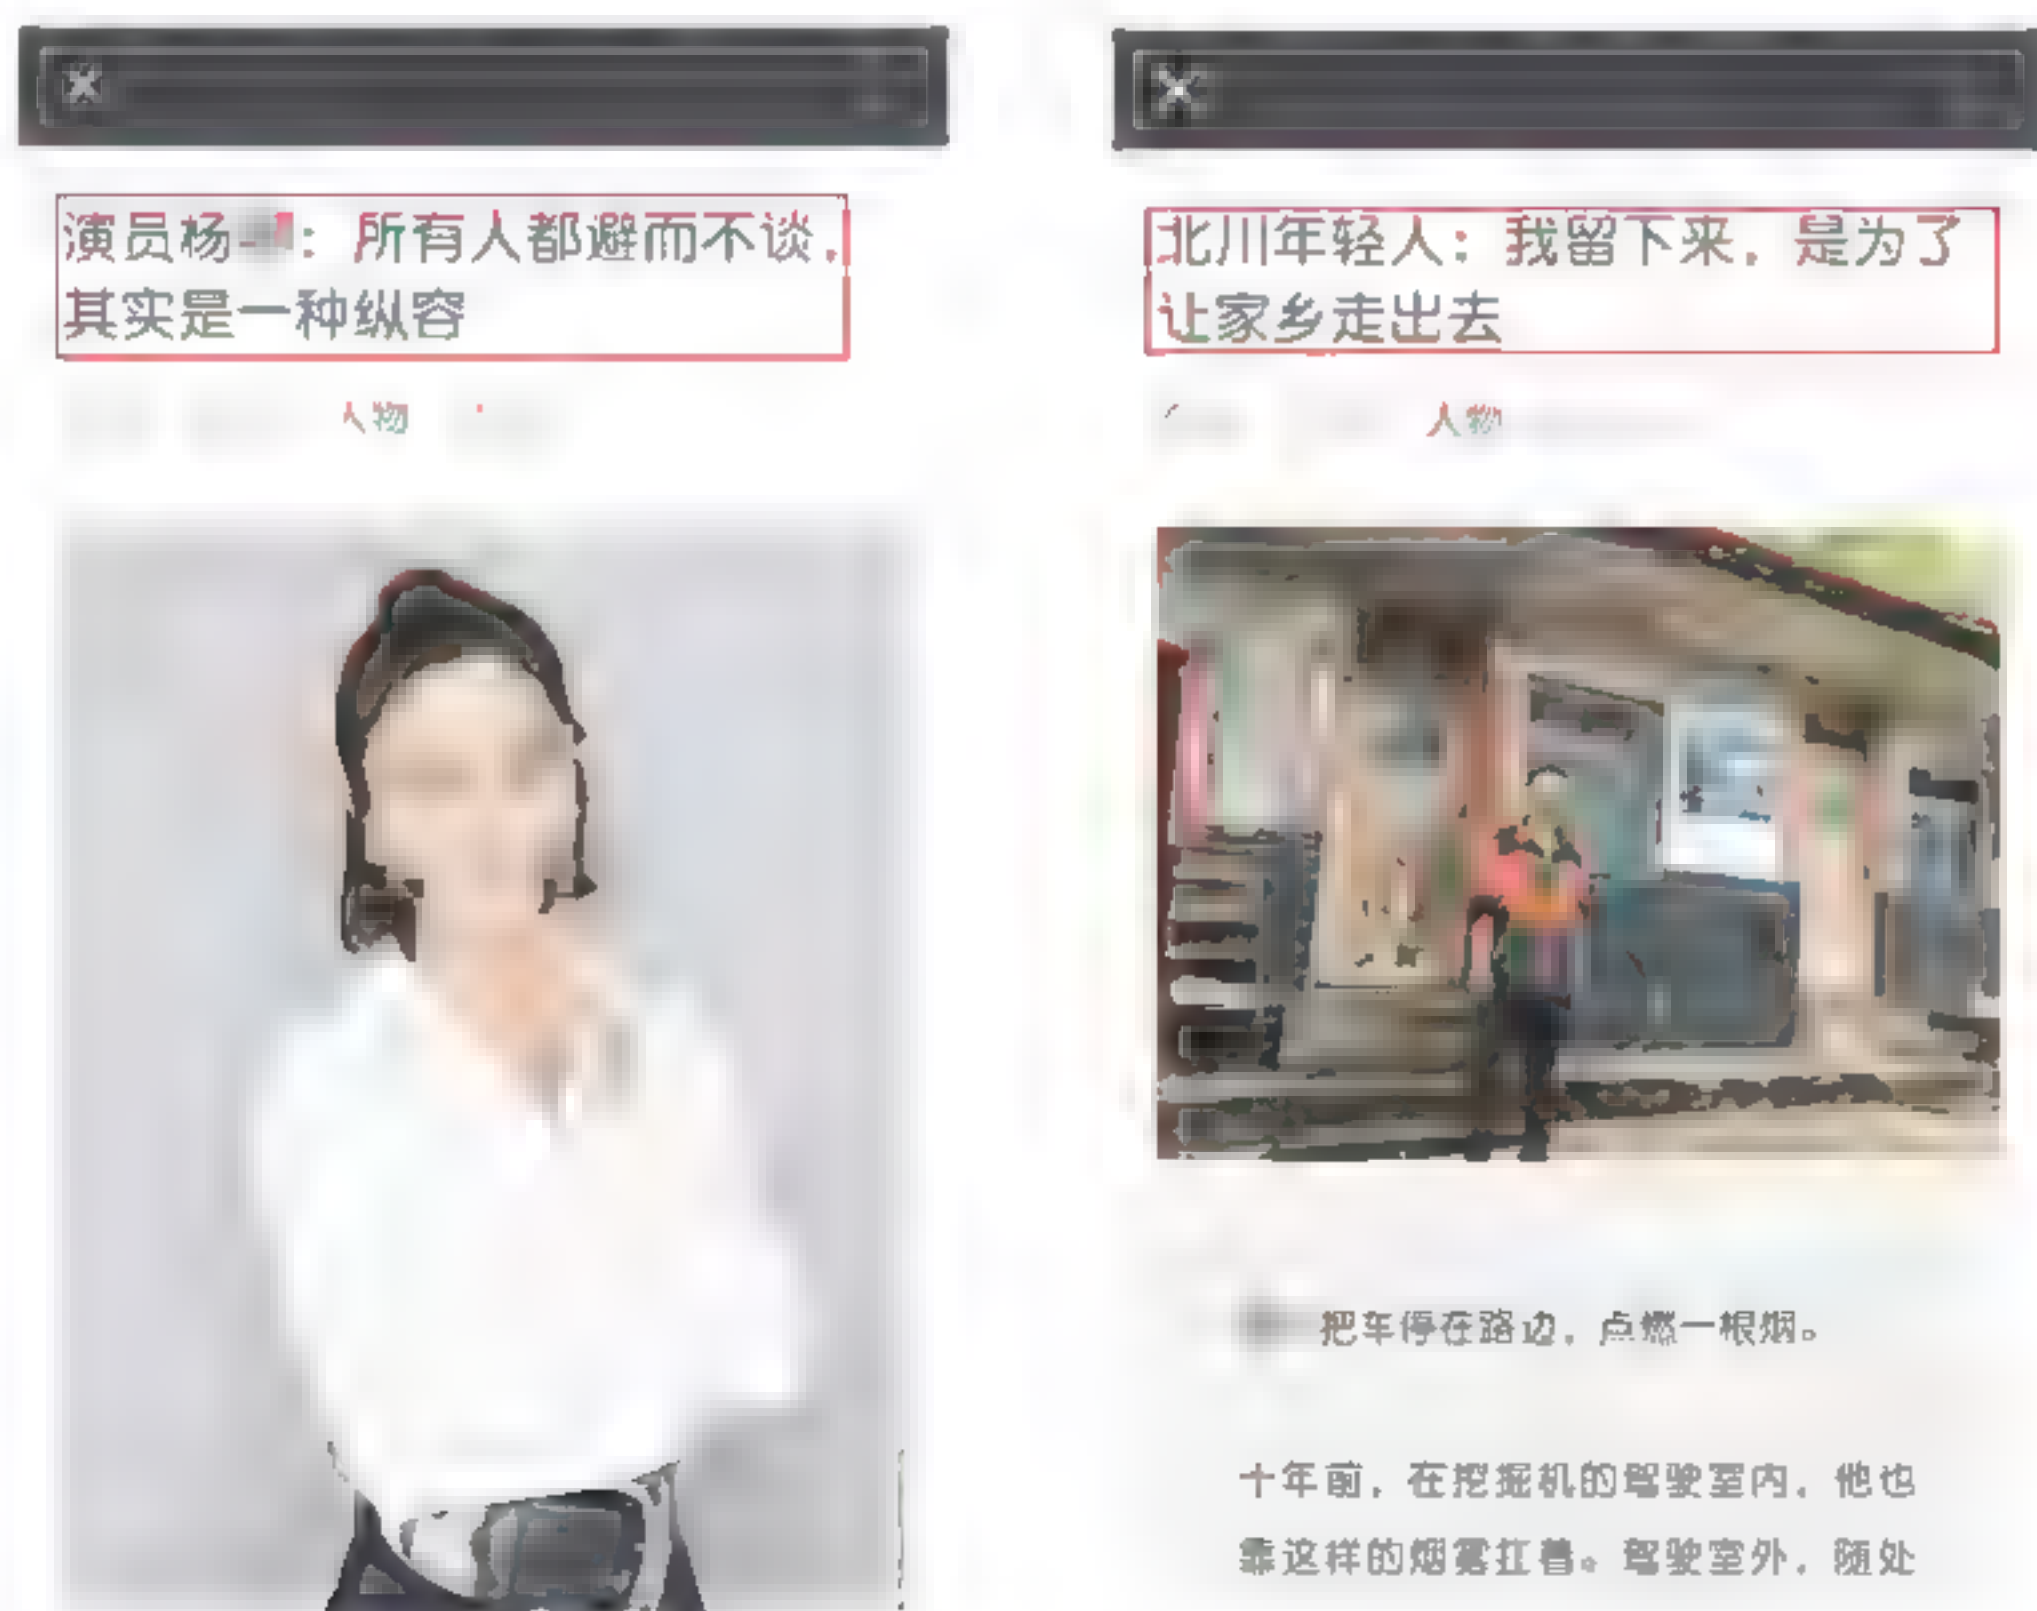 演员杨 : 所有人都避而不谈,
其实是一种纵容
人物
北川年轻人: 我留下来, 是为了
让家乡走出去
人物
把车停在路边, 点燃一根烟。
十年前, 在挖掘机的驾驶室内, 他也
靠这样的烟雾扛着。驾驶室外, 随处